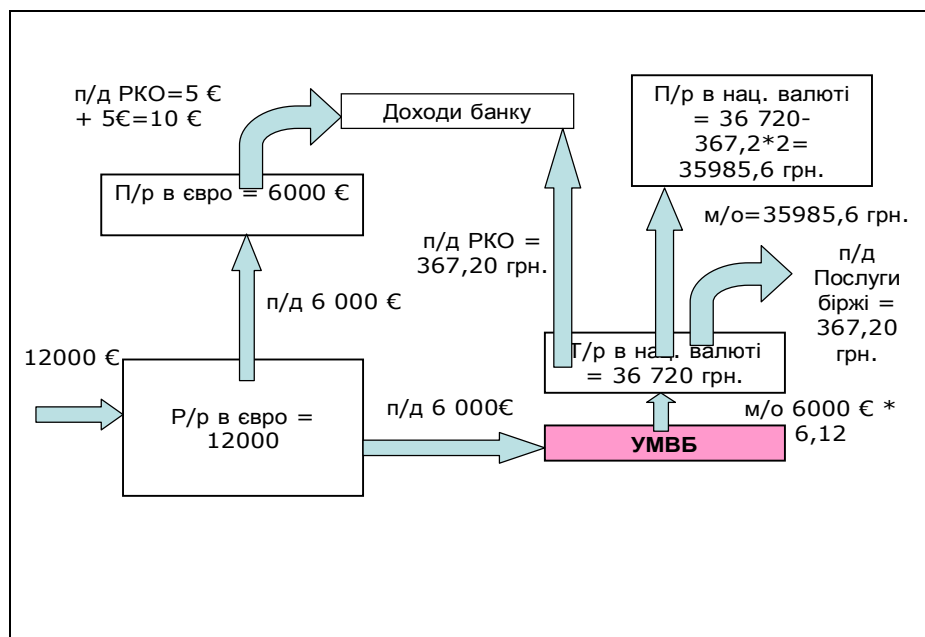 п/д РКО=5 €
+ 5€=10 €
Доходи банку
П/р в нац. валюті
= 36 720-
367,2*2=
35985,6 грн.
П/р в євро = 6000 €
м/о=35985,6 грн.
п/д РКО =
367,20 грн.
п/д
Послуги
біржі =
367,20
грн.
п/д 6 000 €
12000 €
Т/р в нац. валюті
= 36 720 грн.
Р/р в євро =
12000
п/д 6 000€
м/о 6000 € *
6,12
УМВБ